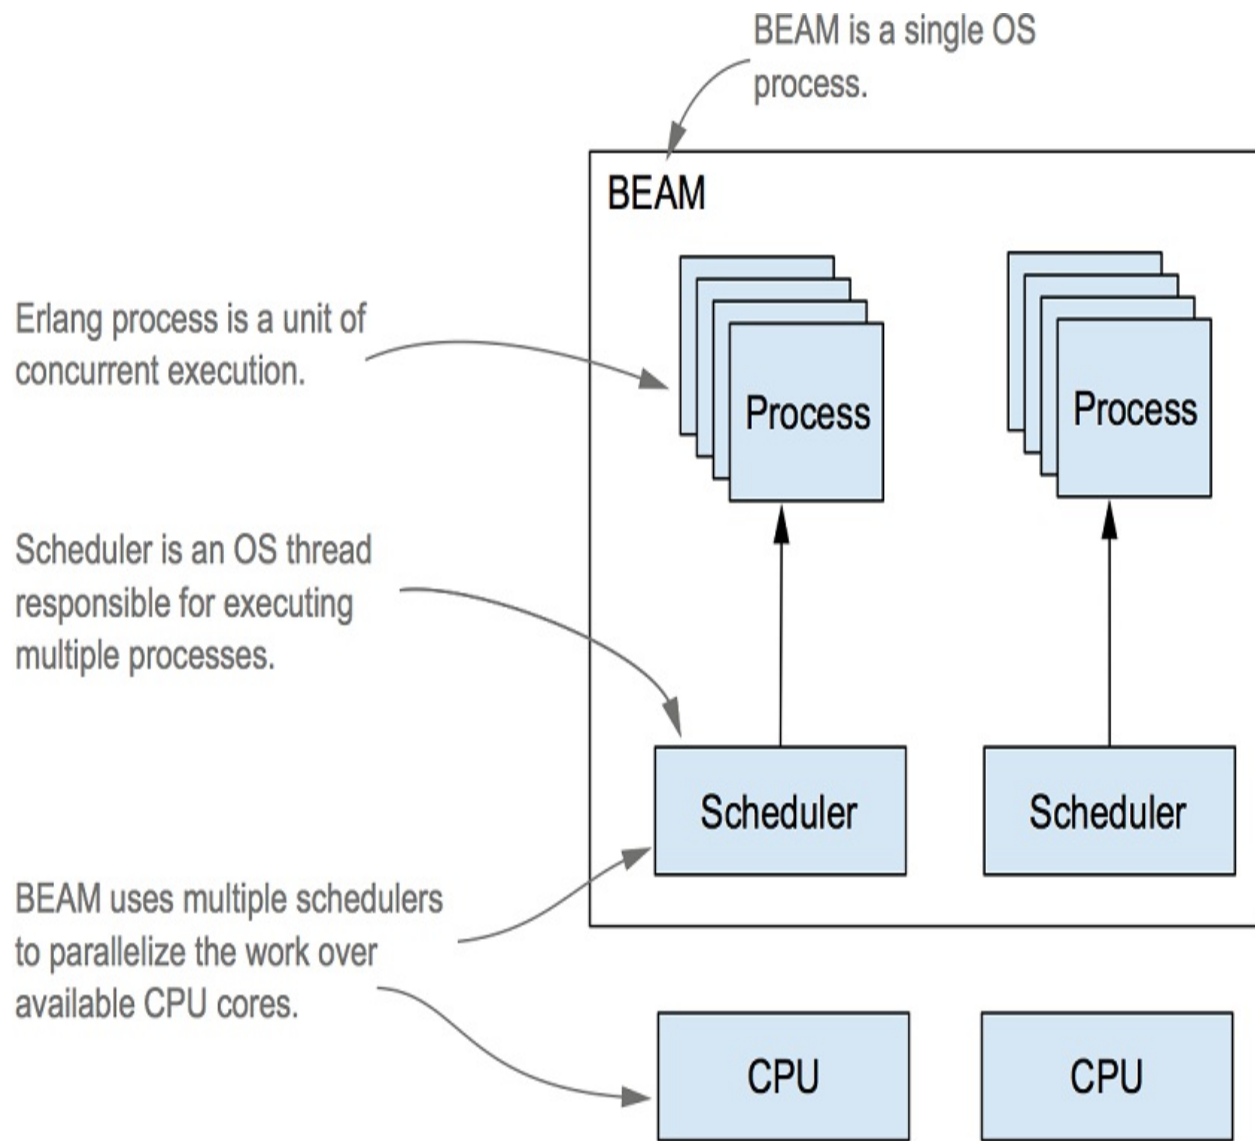 BEAM is a single OS
process.
BEAM
Erlang process is a unit of
concurrent execution.
Process
Process
Scheduler is an OS thread
responsible for executing
multiple processes.
Scheduler
Scheduler
BEAM uses multiple schedulers
to parallelize the work over
available CPU cores.
CPU
CPU